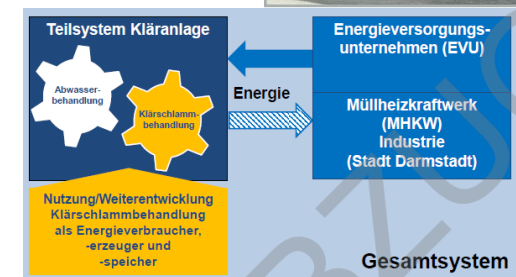 Teilsystem Kläranlage
Abwasser-
behandlung
Klärschlamm-
behandlung
Energie
Energieversorgungs-
unternehmen (EVU)
Müllheizkraftwerk
(MHKW)
Industrie
(Stadt Darmstadt)
Nutzung/Weiterentwicklung
Klärschlammbehandlung
als Energieverbraucher,
-erzeuger und
-speicher
Gesamtsystem